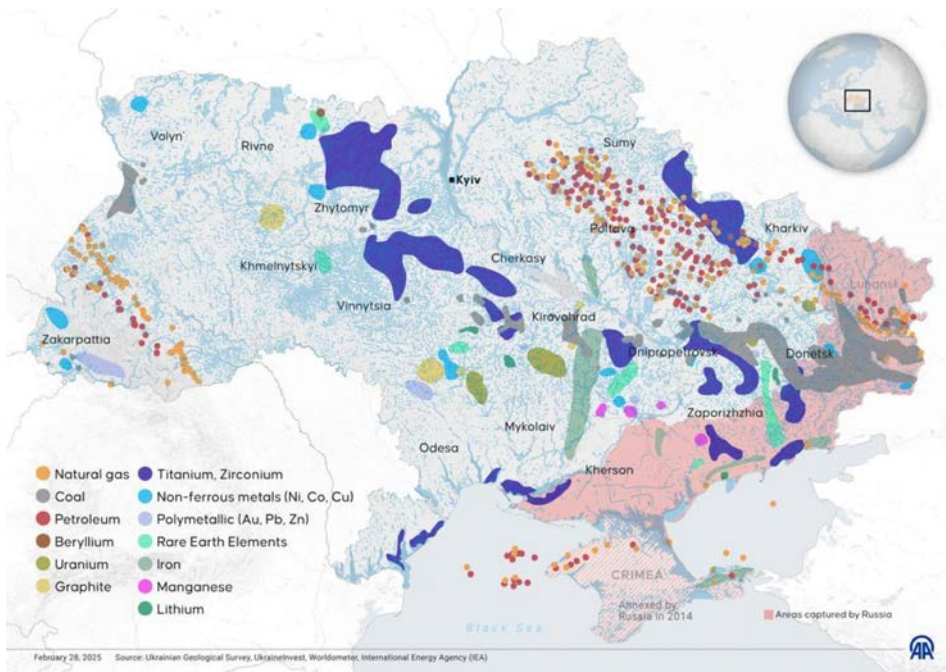 Volyn'
Rivne
Sumy
Kyiv
Zhytomyr
Poltava
Kharkiv
Khmelnytskyi
Cherkasy
Luhansk
Vinnytsia
Kirovohrad
Zakarpattia
Dnipropetrovsk
Donetsk
Zaporizhzhia
Mykolaiv
Odesa
Kherson
Natural gas
Coal
Petroleum
Beryllium
Uranium
Graphite
Titanium, Zirconium
Non-ferrous metals (Ni, Co, Cu)
Polymetallic (Au, Pb, Zn)
Rare Earth Elements
Iron
Manganese
Lithium
CRIMEA
Annexed by
Russia in 2014
Areas captured by Russia
Black Sea
February 28, 2025 Source: Ukrainian Geological Survey, UkraineInvest, Worldometer, International Energy Agency (IEA)
AA